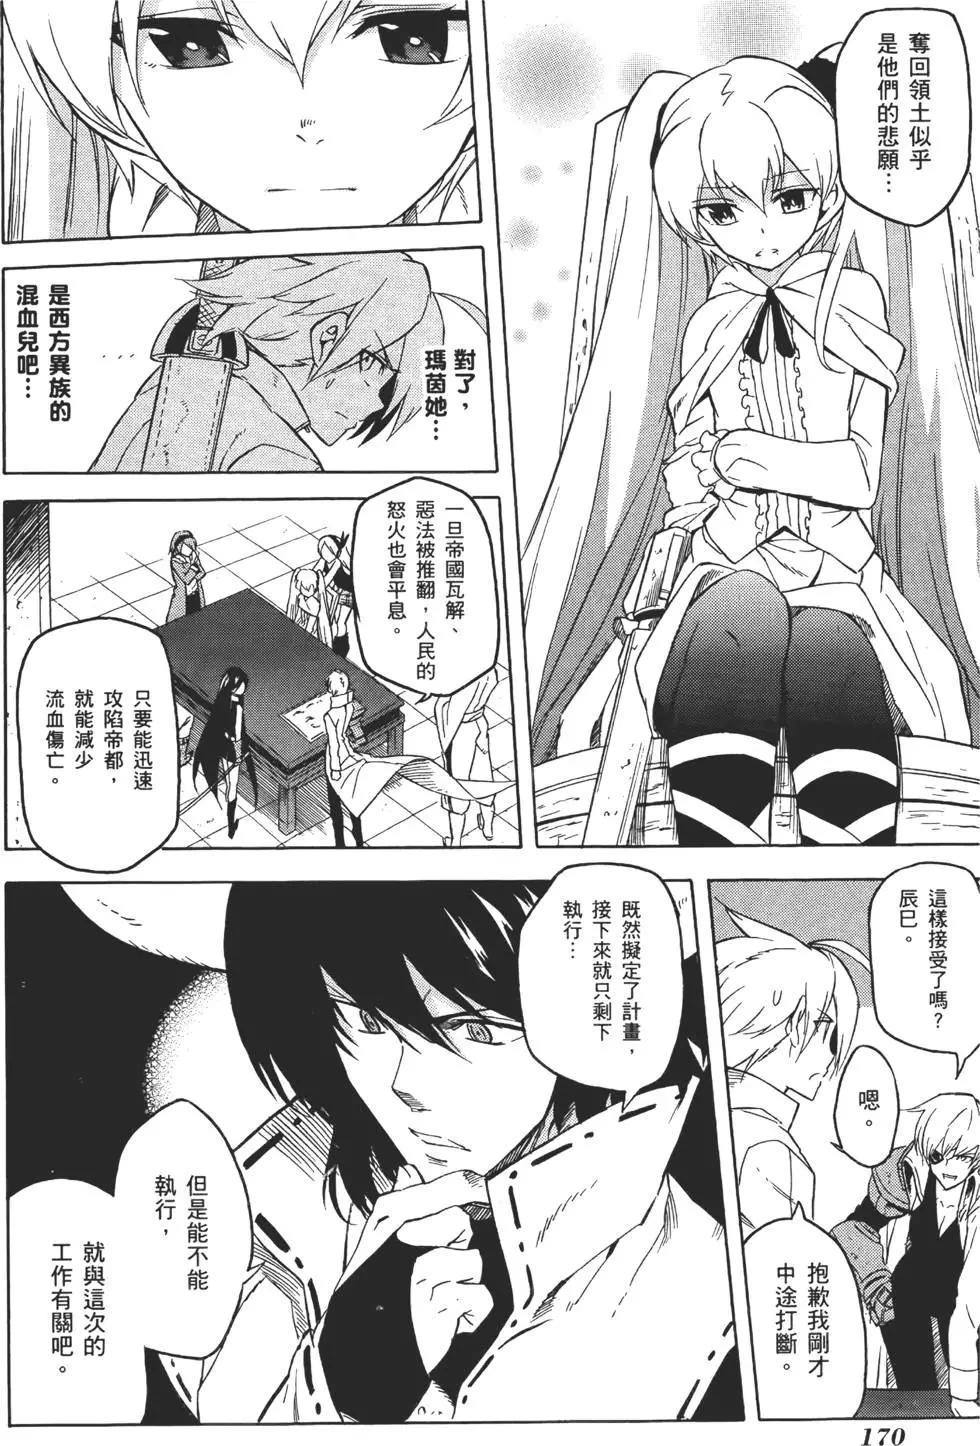 奪回領土似乎
是他們的悲願…
對了，
瑪茵她…
是西方異族的
混血兒吧…
一旦帝國瓦解、
惡法被推翻，人民的
怒火也會平息。
只要能迅速
攻陷帝都，
就能減少
流血傷亡。
這樣接受了嗎？
辰巳。
嗯。
抱歉我剛才
中途打斷。
既然擬定了計畫，
接下來就只剩下
執行…
但是能不能
執行，
就與這次的
工作有關吧。
170